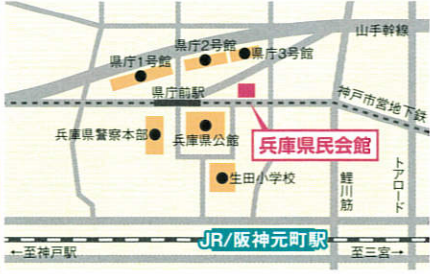 山手幹線
県庁2号館
県庁3号館
県庁1号館
県庁前駅
神戸市営地下鉄
兵庫県警察本部
兵庫県公館
兵庫県民会館
生田小学校
鯉川筋
トアロード
JR/阪神元町駅
←至神戸駅
至三宮→